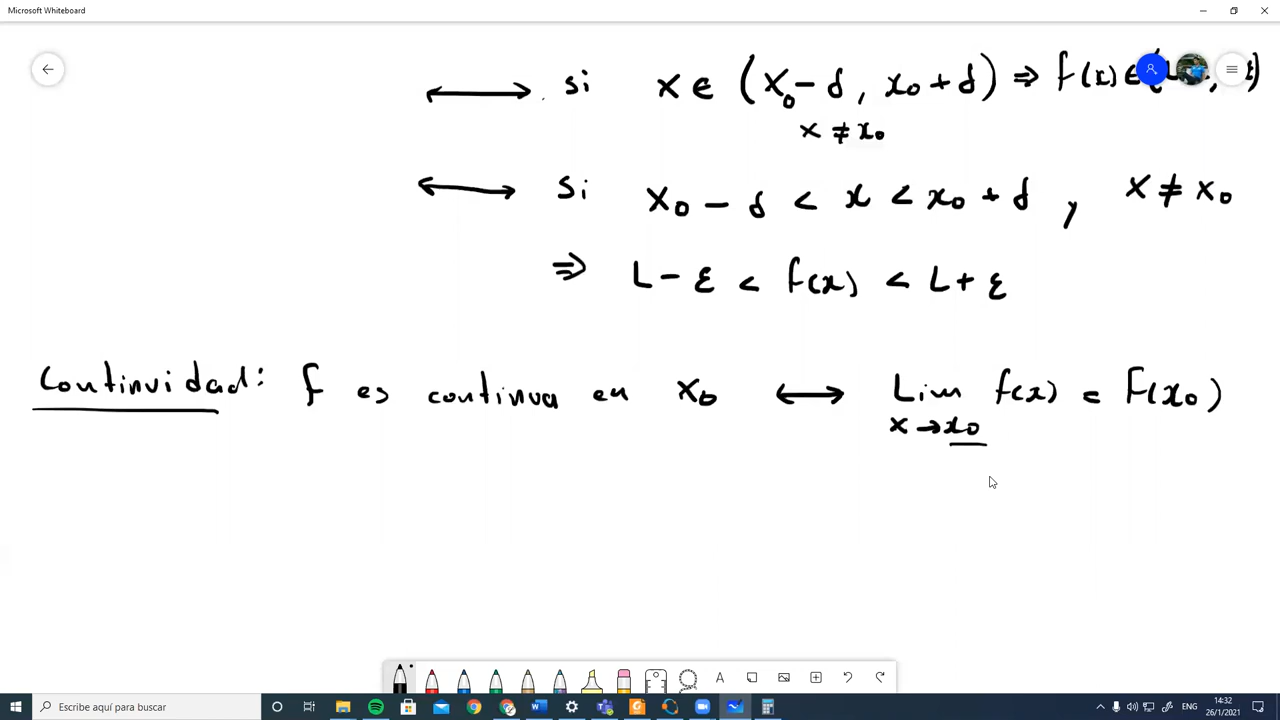 Microsoft Whiteboard
⟷ si x ∈ (x₀ - δ, x₀ + δ) ⇒ f(x) ∈ (
x ≠ x₀
⟷ si x₀ - δ < x < x₀ + δ, x ≠ x₀
⇒ L - ε < f(x) < L + ε
Continuidad: f es continua en x₀ ⟷ Lim f(x) = F(x₀)
x → x₀
A
Escribe aquí para buscar
ENG
14:32
26/1/2021